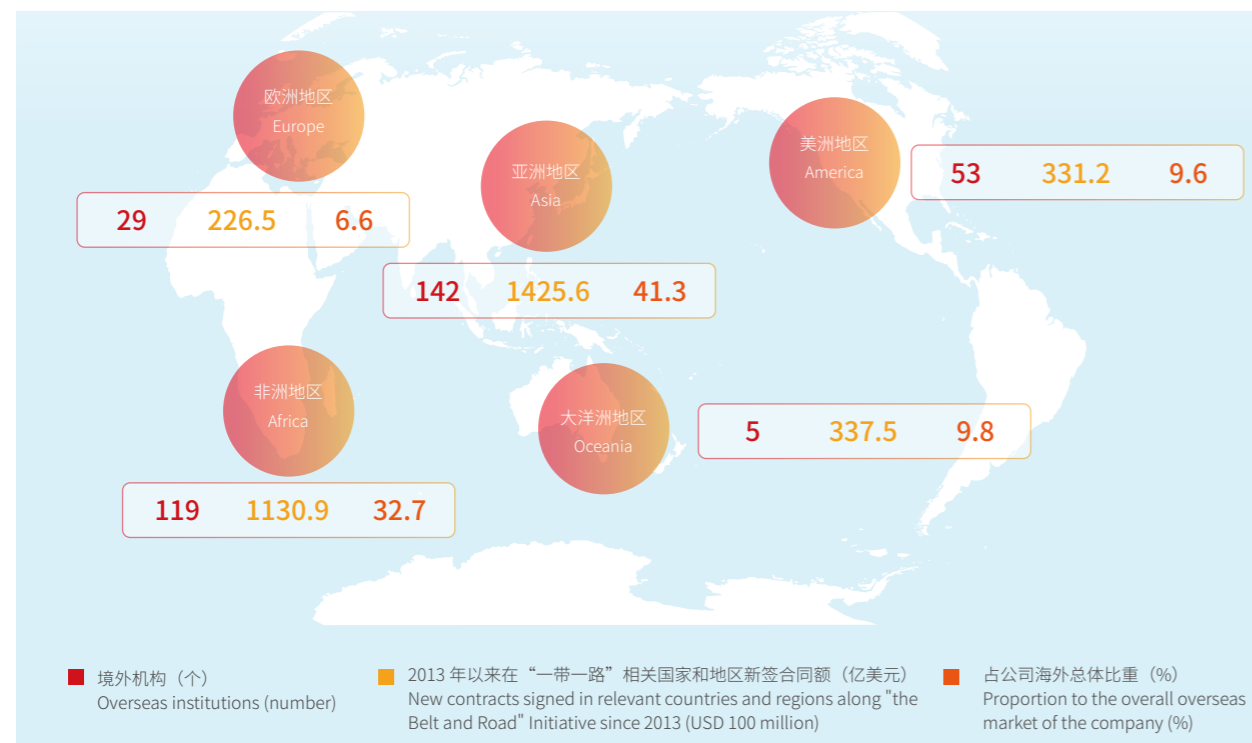 欧洲地区
Europe
29 226.5 6.6
亚洲地区
Asia
142 1425.6 41.3
美洲地区
America
53 331.2 9.6
非洲地区
Africa
119 1130.9 32.7
大洋洲地区
Oceania
5 337.5 9.8
境外机构（个）
Overseas institutions (number)
2013 年以来在“一带一路”相关国家和地区新签合同额（亿美元）
New contracts signed in relevant countries and regions along "the
Belt and Road" Initiative since 2013 (USD 100 million)
占公司海外总体比重（%）
Proportion to the overall overseas
market of the company (%)